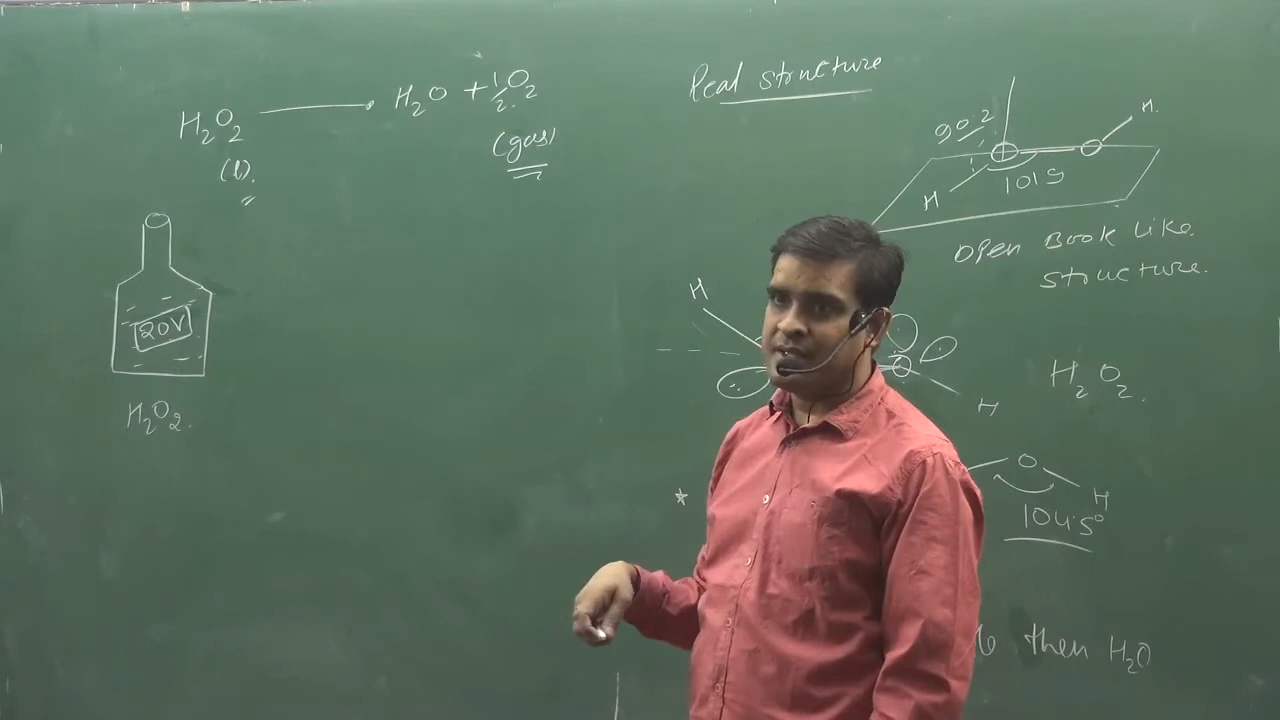 H₂O₂ → H₂O + 1/2 O₂
(l). (gas)
20V
H₂O₂.
Real structure
90.2
H
H
101.9
Open Book Like
structure.
H
H
H₂O₂.
O
H
104.5°
then H₂O